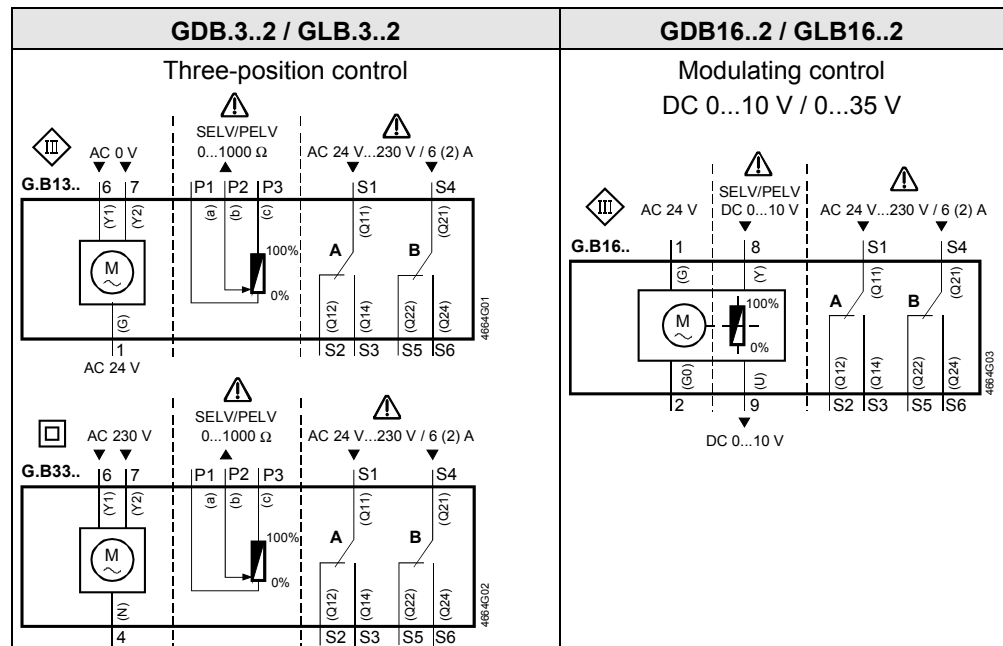 GDB.3..2 / GLB.3..2
Three-position control
III
AC 0 V
SELV/PELV
0...1000 Ω
AC 24 V...230 V / 6 (2) A
G.B13..
6 7 P1 P2 P3 S1 S4
(Y1) (Y2) (a) (b) (c) (Q11) (Q21)
M
~
100%
0%
A B
(G) (Q12) (Q14) (Q22) (Q24)
1 S2 S3 S5 S6
AC 24 V
4664G01
SELV/PELV
0...1000 Ω
AC 230 V
AC 24 V...230 V / 6 (2) A
G.B33..
6 7 P1 P2 P3 S1 S4
(Y1) (Y2) (a) (b) (c) (Q11) (Q21)
M
~
100%
0%
A B
(N) (Q12) (Q14) (Q22) (Q24)
4 S2 S3 S5 S6
4664G02
GDB16..2 / GLB16..2
Modulating control
DC 0...10 V / 0...35 V
III
AC 24 V
SELV/PELV
DC 0...10 V
AC 24 V...230 V / 6 (2) A
G.B16..
1 8 S1 S4
(G) (Y) (Q11) (Q21)
M
~
100%
0%
A B
(G0) (U) (Q12) (Q14) (Q22) (Q24)
2 9 S2 S3 S5 S6
DC 0...10 V
4664G03